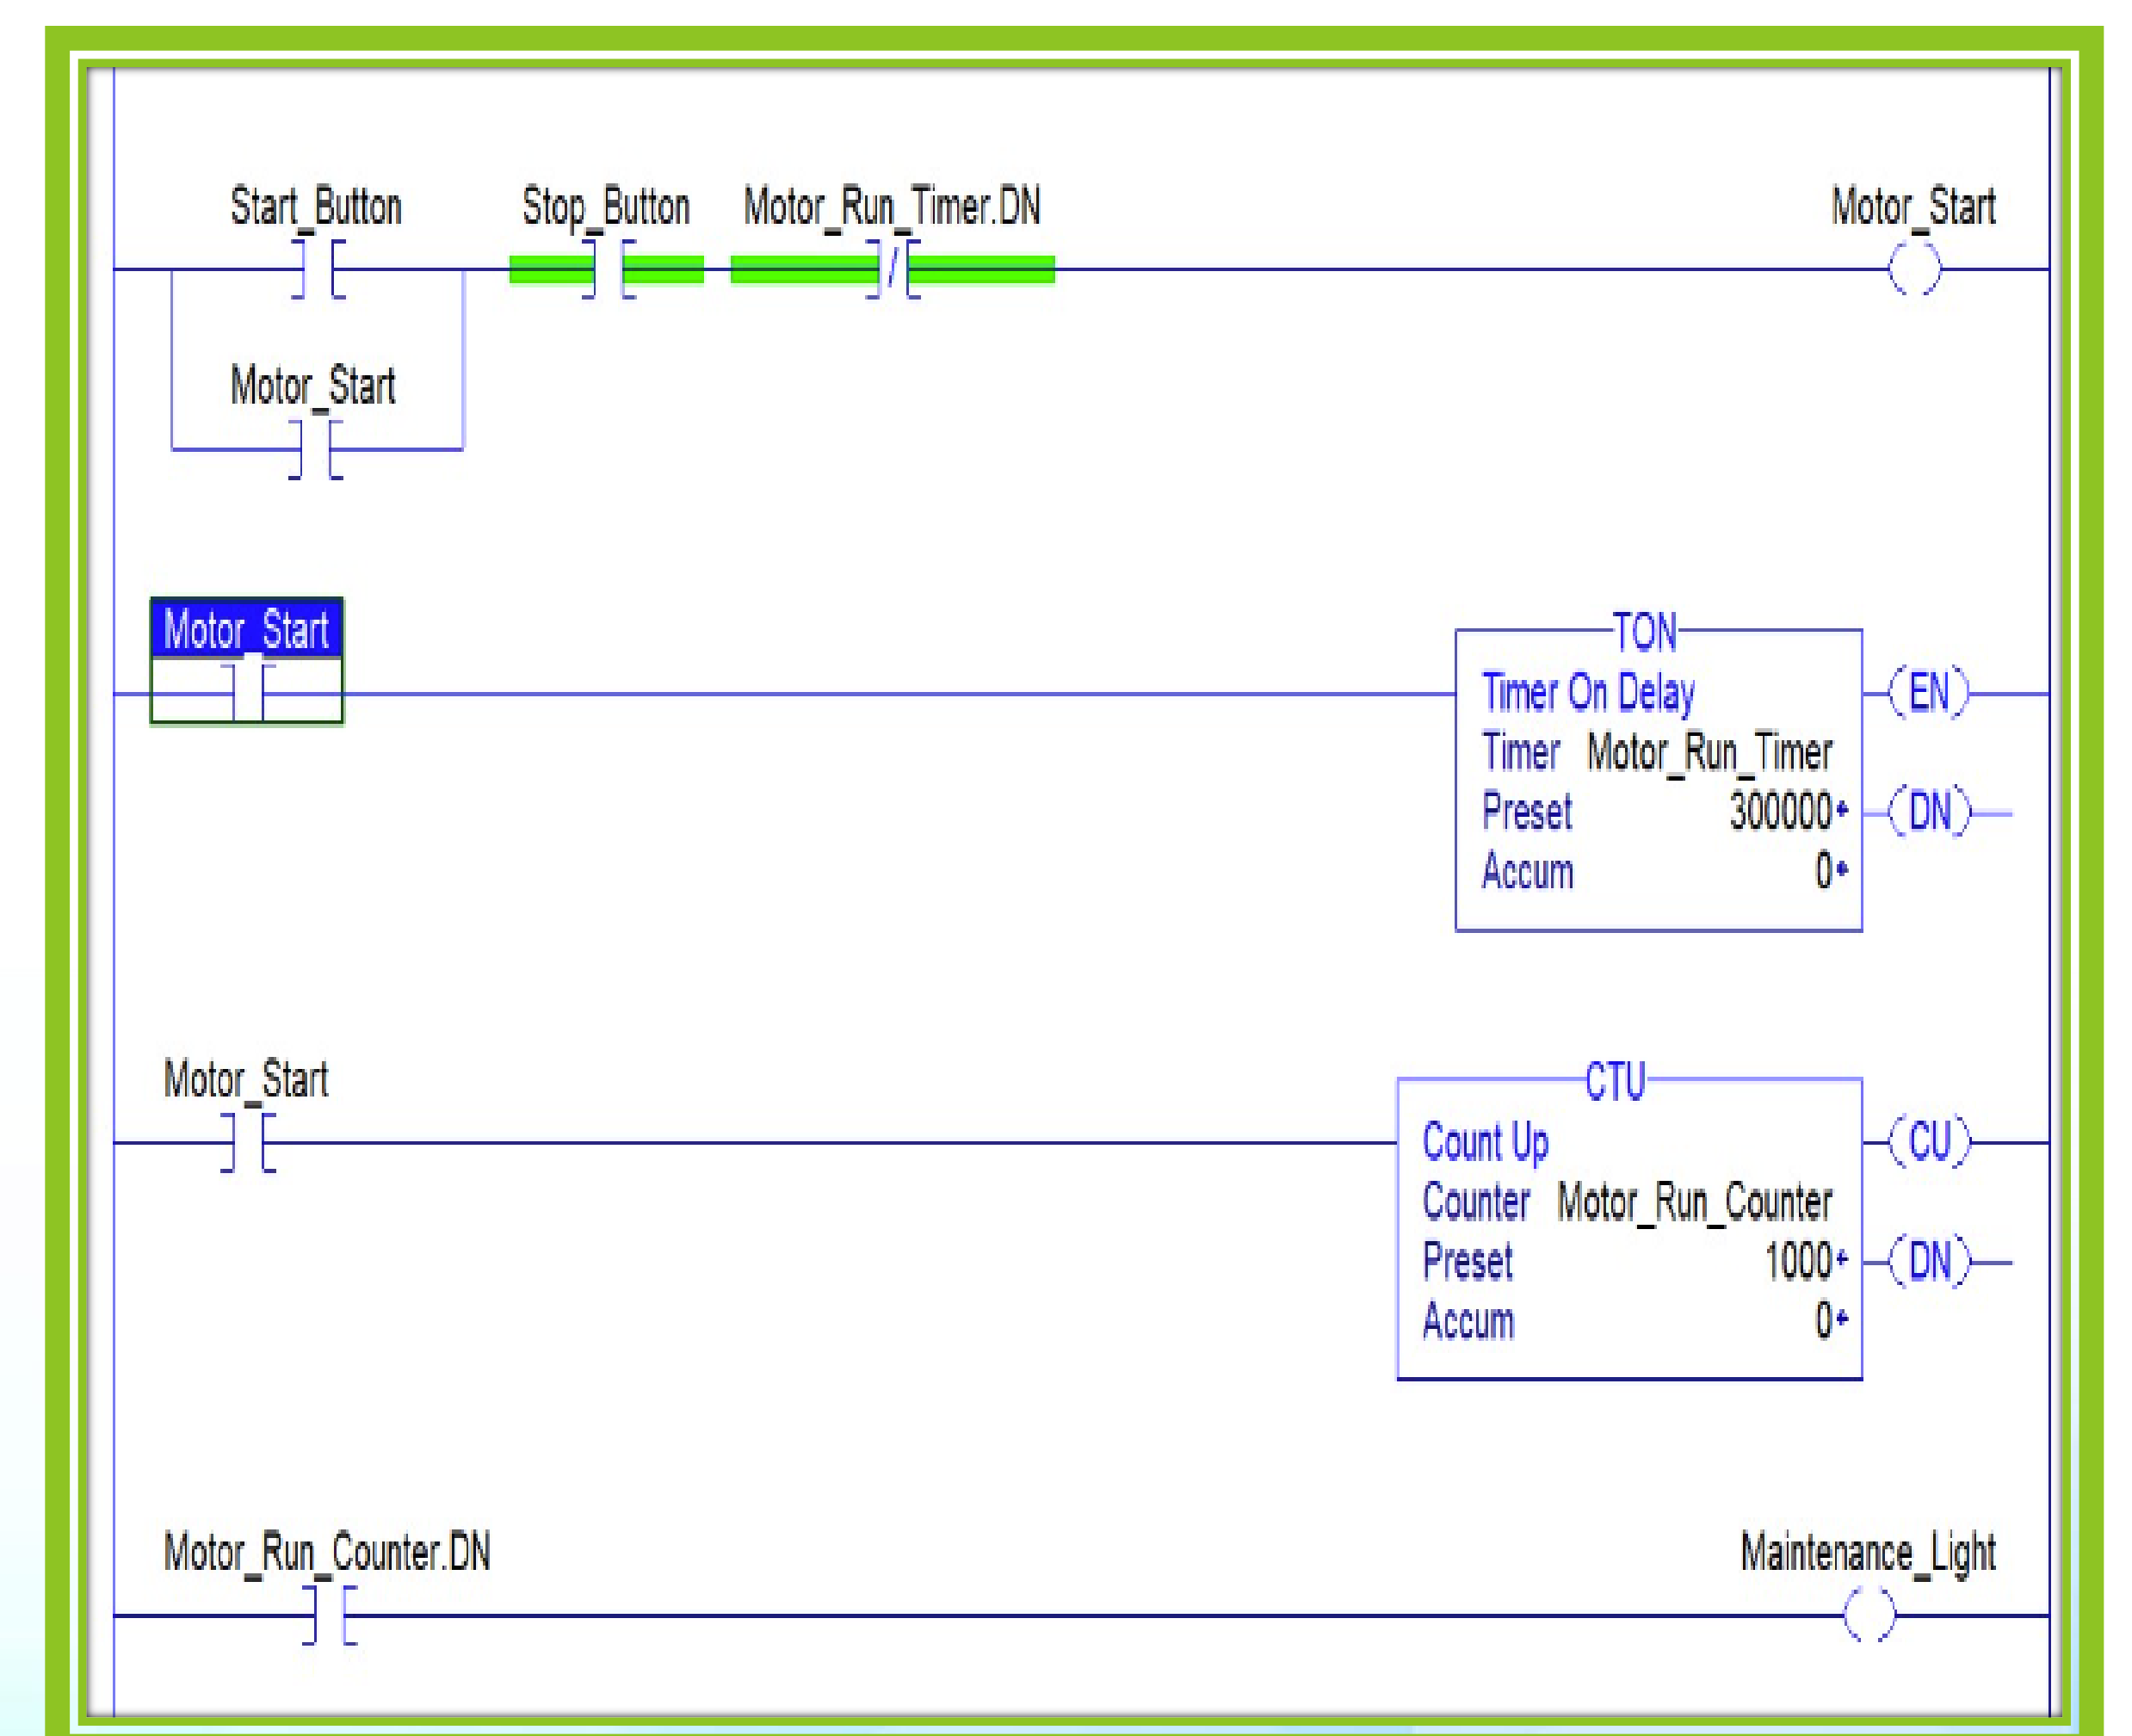 Start_Button Stop_Button Motor_Run_Timer.DN Motor_Start
Motor_Start
Motor_Start
TON
Timer On Delay EN
Timer Motor_Run_Timer
Preset 300000 DN
Accum 0
Motor_Start
CTU
Count Up CU
Counter Motor_Run_Counter
Preset 1000 DN
Accum 0
Motor_Run_Counter.DN Maintenance_Light